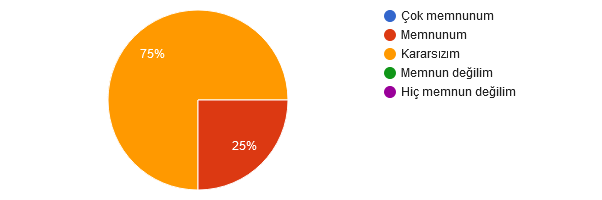 75%
25%
Çok memnunum
Memnunum
Kararsızım
Memnun değilim
Hiç memnun değilim